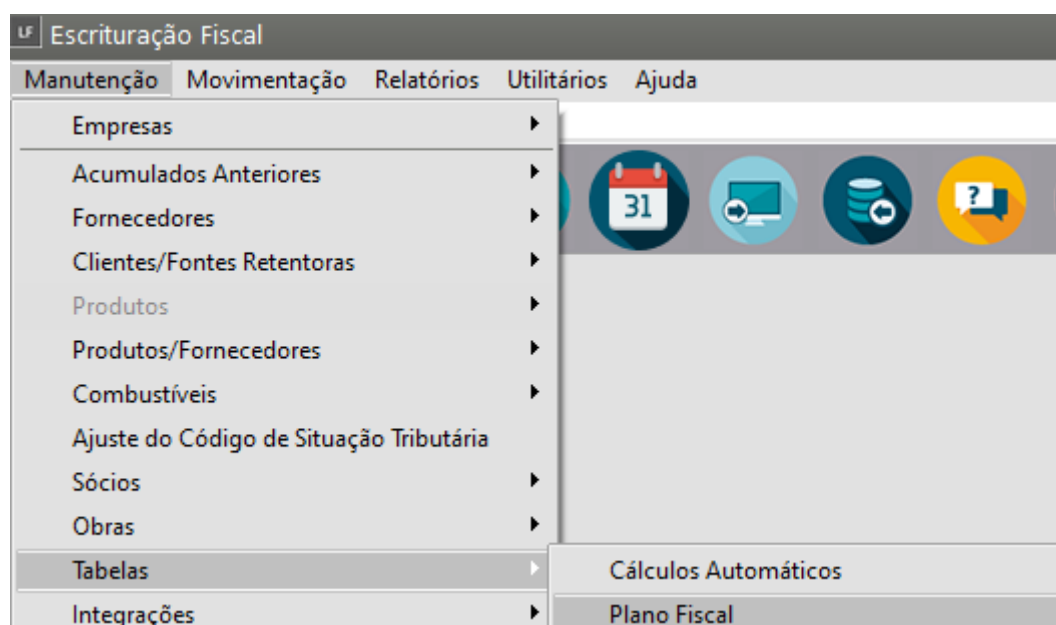 LF Escrituração Fiscal
Manutenção Movimentação Relatórios Utilitários Ajuda
Empresas
Acumulados Anteriores
31
?
Fornecedores
Clientes/Fontes Retentoras
Produtos
Produtos/Fornecedores
Combustíveis
Ajuste do Código de Situação Tributária
Sócios
Obras
Tabelas
Cálculos Automáticos
Integrações
Plano Fiscal